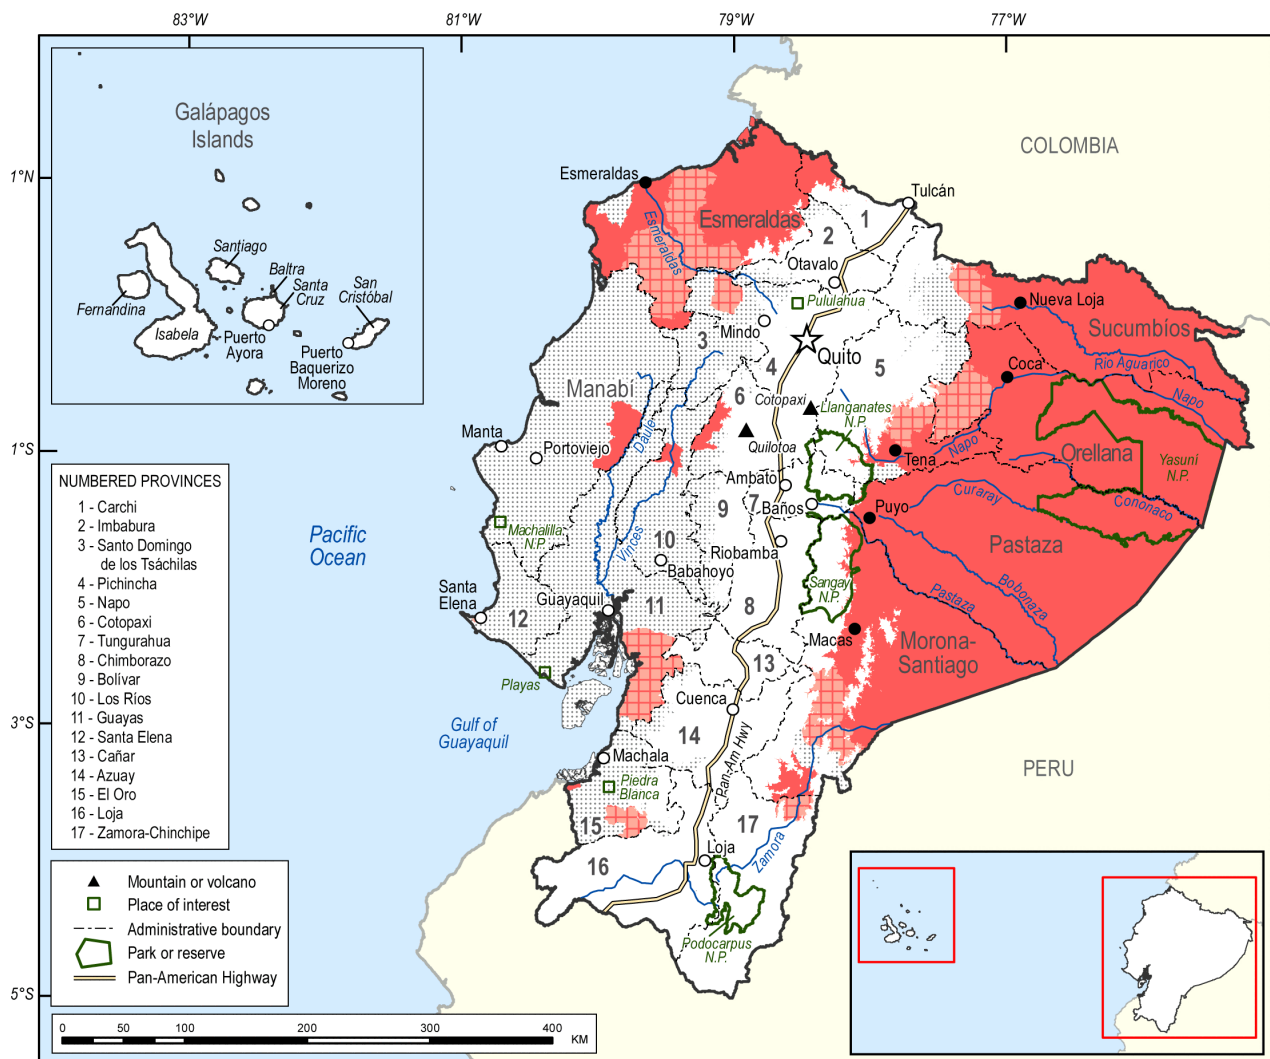 83°W
81°W
79°W
77°W
1°N
1°S
3°S
5°S
Galápagos
Islands
Santiago
Baltra
Santa
Cruz
San
Cristóbal
Fernandina
Isabela
Puerto
Ayora
Puerto
Baquerizo
Moreno
COLOMBIA
Esmeraldas
Tulcán
Esmeraldas
Esmeraldas
1
2
Otavalo
Pululahua
Nueva Loja
Sucumbíos
Mindo
3
Quito
4
5
Coca
Río Aguarico
Napo
Manabí
6
Cotopaxi
Llanganates
N.P.
Quilotoa
Daule
Manta
Portoviejo
Napo
Tena
Orellana
Yasuní
N.P.
Ambato
7
Baños
Puyo
Curaray
Cononaco
9
Machalilla
N.P.
Vinces
10
Riobamba
Pastaza
Babahoyo
Pacific
Ocean
Sangay
N.P.
Pastaza
Bobonaza
Santa
Elena
Guayaquil
12
11
8
Macas
Morona-
Santiago
13
Playas
Cuenca
Gulf of
Guayaquil
14
Machala
Pan-Am Hwy
PERU
Piedra
Blanca
15
17
Zamora
16
Loja
Podocarpus
N.P.
NUMBERED PROVINCES
1 - Carchi
2 - Imbabura
3 - Santo Domingo
de los Tsáchilas
4 - Pichincha
5 - Napo
6 - Cotopaxi
7 - Tungurahua
8 - Chimborazo
9 - Bolívar
10 - Los Ríos
11 - Guayas
12 - Santa Elena
13 - Cañar
14 - Azuay
15 - El Oro
16 - Loja
17 - Zamora-Chinchipe
Mountain or volcano
Place of interest
Administrative boundary
Park or reserve
Pan-American Highway
0 50 100 200 300 400
KM